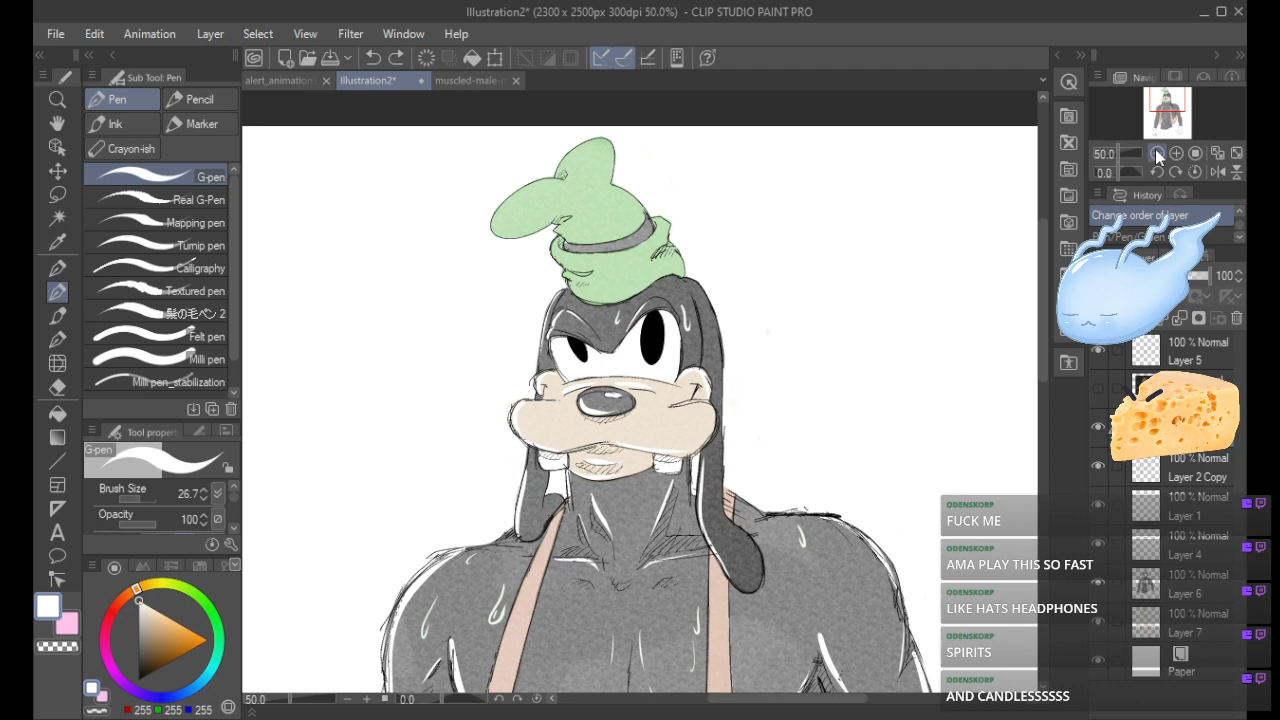 Illustration2* (2300 x 2500px 300dpi 50.0%) - CLIP STUDIO PAINT PRO
File Edit Animation Layer Select View Filter Window Help
Sub Tool: Pen
alert_animation Illustration2* muscled-male-
Pen Pencil
Ink Marker
Crayon-ish
G-pen
Real G-Pen
Mapping pen
Turnip pen
Calligraphy
Textured pen
髪の毛ペン 2
Felt pen
Milli pen
Milli pen_stabilization
Tool property
G-pen
Brush Size 26.7
Opacity 100
255 255 255
50.0 0.0
50.0
0.0
History
Change order of layer
100
100 % Normal
Layer 5
100 % Normal
Layer 2 Copy
100 % Normal
Layer 1
100 % Normal
Layer 4
100 % Normal
Layer 6
100 % Normal
Layer 7
Paper
ODENSKORP
FUCK ME
ODENSKORP
AMA PLAY THIS SO FAST
ODENSKORP
LIKE HATS HEADPHONES
ODENSKORP
SPIRITS
ODENSKORP
AND CANDLESSSSSS